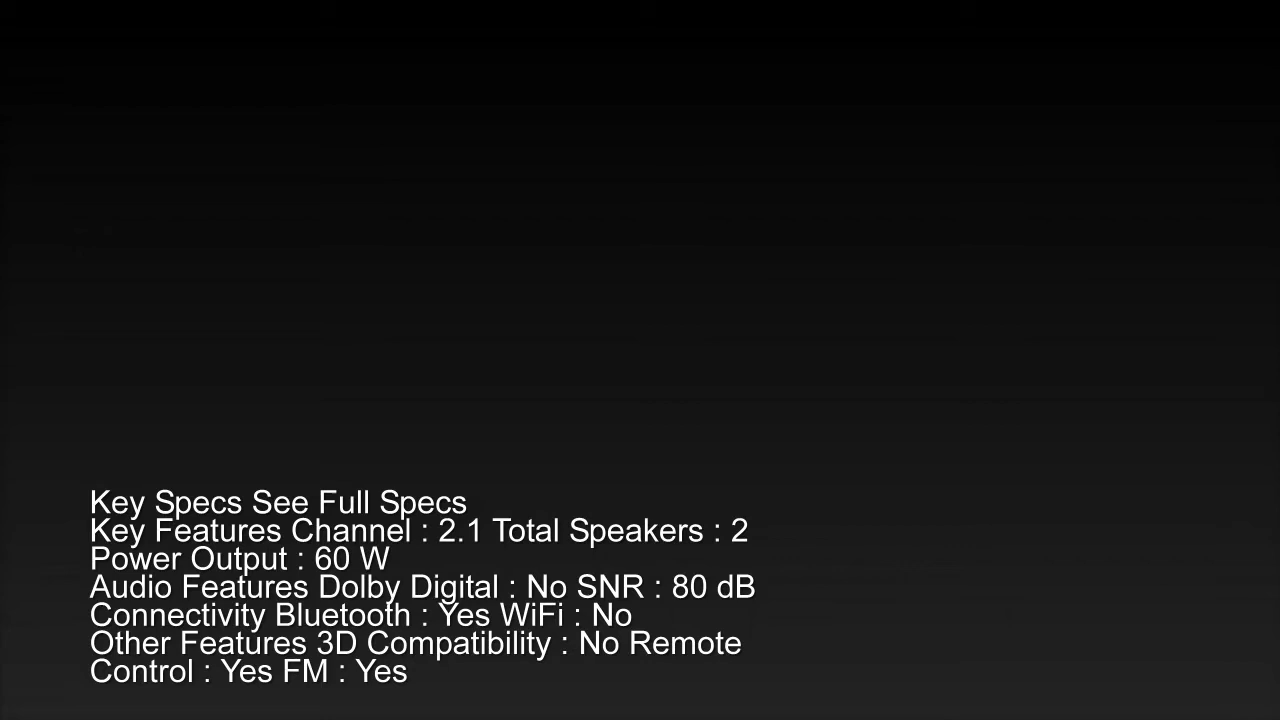 Key Specs See Full Specs
Key Features Channel : 2.1 Total Speakers : 2
Power Output : 60 W
Audio Features Dolby Digital : No SNR : 80 dB
Connectivity Bluetooth : Yes WiFi : No
Other Features 3D Compatibility : No Remote
Control : Yes FM : Yes